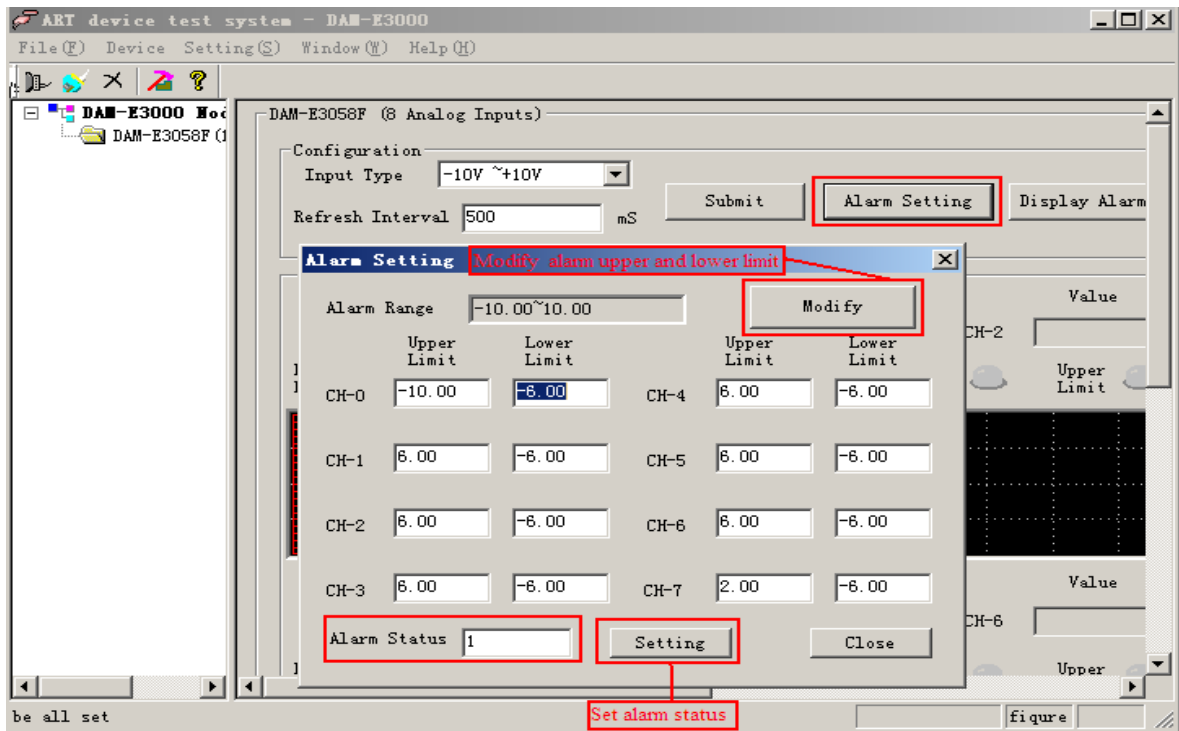 ART device test system - DAM-E3000
File(F) Device Setting(S) Window(W) Help(H)
DAM-E3000 Mod
DAM-E3058F(1
DAM-E3058F (8 Analog Inputs)
Configuration
Input Type -10V ~+10V
Refresh Interval 500 mS
Submit Alarm Setting Display Alarm
Alarm Setting Modify alarm upper and lower limit
Alarm Range -10.00~10.00 Modify
Upper Limit Lower Limit Upper Limit Lower Limit
CH-0 -10.00 -6.00 CH-4 6.00 -6.00
CH-1 6.00 -6.00 CH-5 6.00 -6.00
CH-2 6.00 -6.00 CH-6 6.00 -6.00
CH-3 6.00 -6.00 CH-7 2.00 -6.00
Alarm Status 1 Setting Close
Set alarm status
Value
CH-2
Upper
Limit
Value
CH-6
Upper
be all set
fiqure